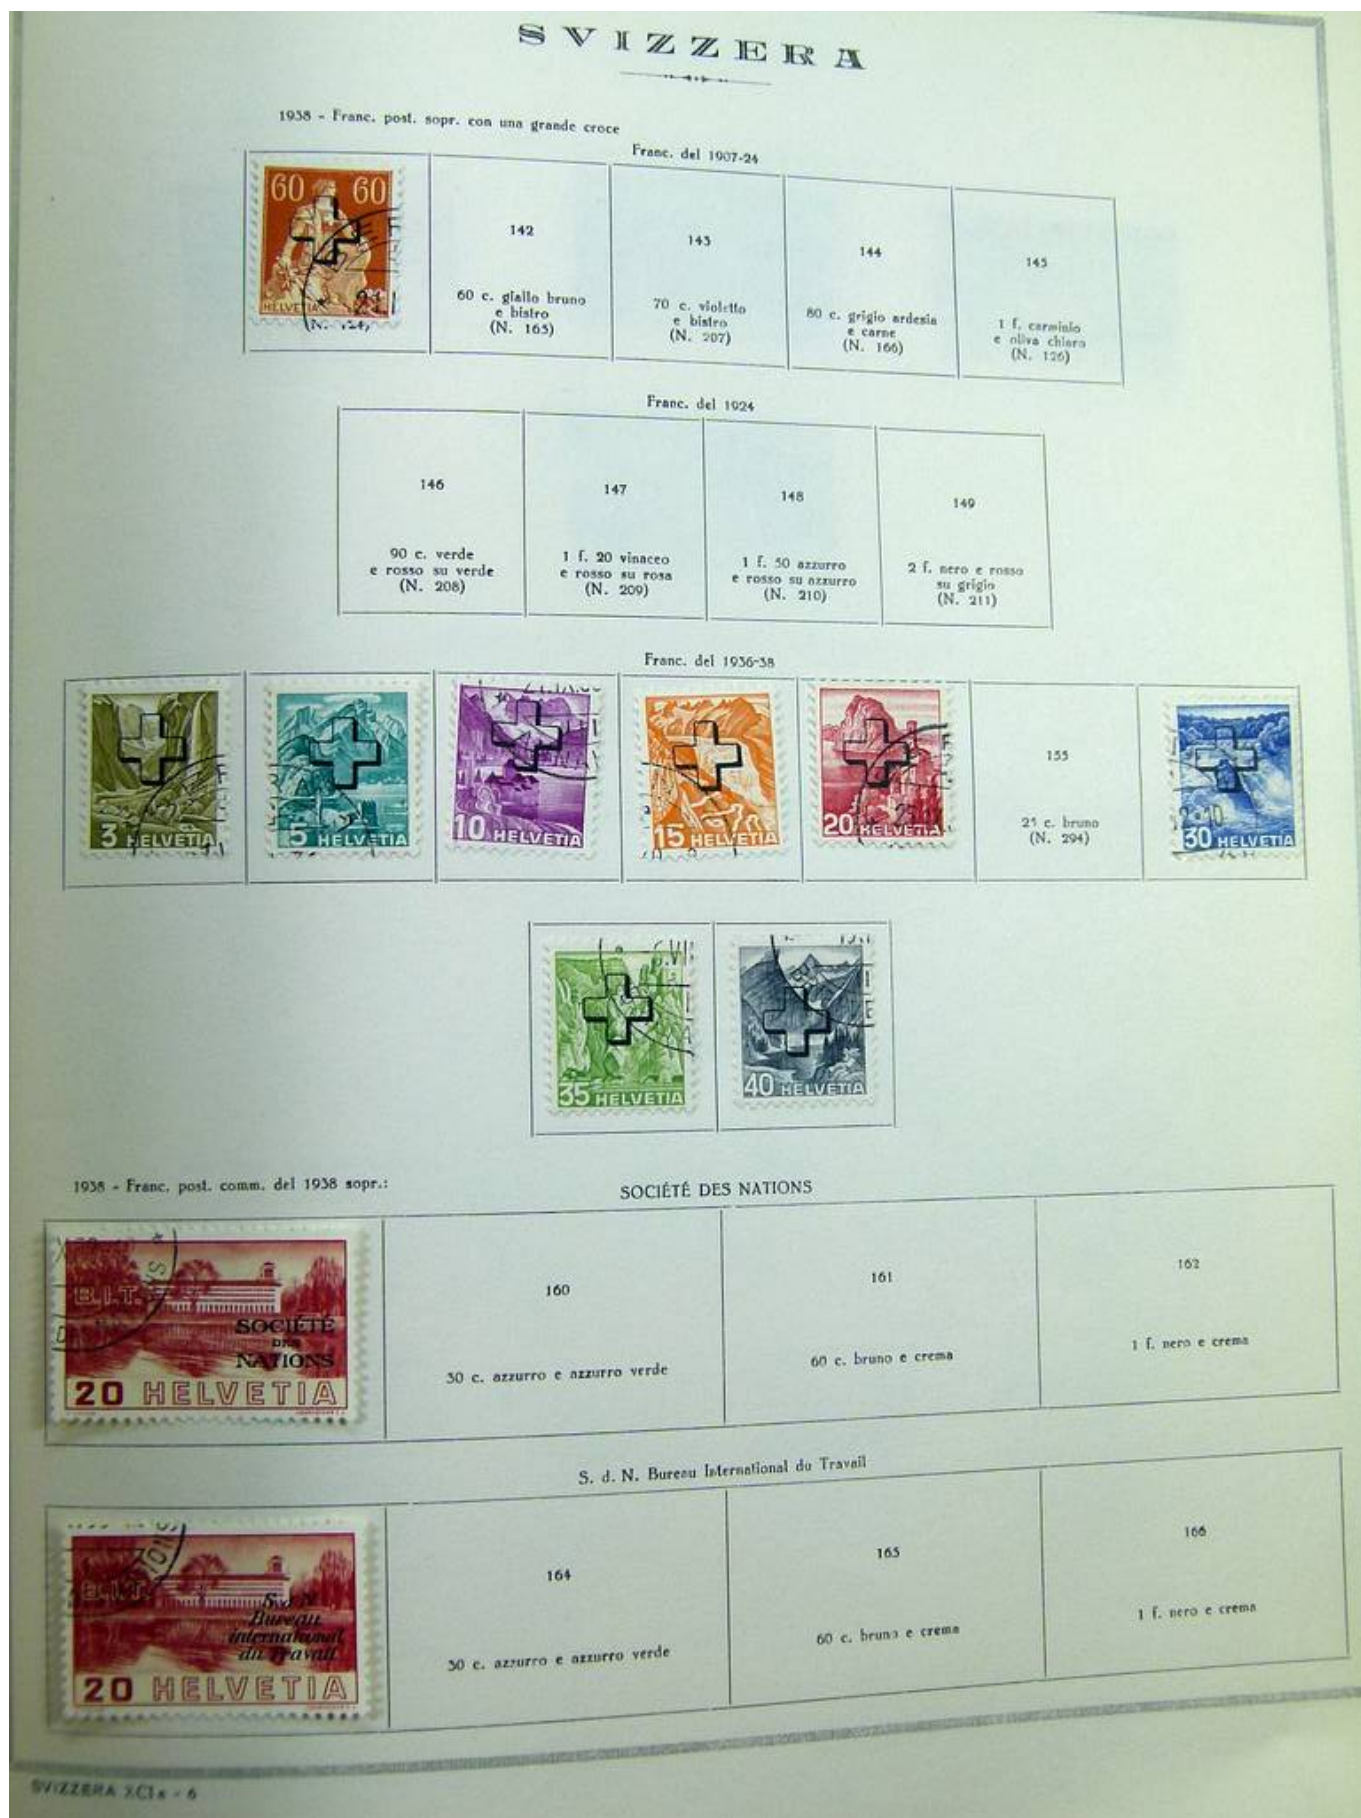 SVIZZERA
1938 - Franc. post. sopr. con una grande croce
Franc. del 1907-24
60 60
HELVETIA
142
60 c. giallo bruno
e bistro
(N. 165)
143
70 c. violetto
e bistro
(N. 207)
144
80 c. grigio ardesia
e carne
(N. 166)
145
1 f. carminio
e oliva chiaro
(N. 126)
Franc. del 1924
146
90 c. verde
e rosso su verde
(N. 208)
147
1 f. 20 vinaceo
e rosso su rosa
(N. 209)
148
1 f. 50 azzurro
e rosso su azzurro
(N. 210)
149
2 f. nero e rosso
su grigio
(N. 211)
Franc. del 1936-38
3 HELVETIA
5 HELVETIA
10 HELVETIA
15 HELVETIA
20 HELVETIA
155
25 c. bruno
(N. 294)
30 HELVETIA
35 HELVETIA
40 HELVETIA
1938 - Franc. post. comm. del 1938 sopr.:
SOCIÉTÉ DES NATIONS
B.I.T.
SOCIÉTÉ
DES
NATIONS
20 HELVETIA
160
30 c. azzurro e azzurro verde
161
60 c. bruno e crema
162
1 f. nero e crema
S. d. N. Bureau International du Travail
B.I.T.
S. d. N.
Bureau
international
du Travail
20 HELVETIA
164
30 c. azzurro e azzurro verde
165
60 c. bruno e crema
166
1 f. nero e crema
SVIZZERA XCI a - 6